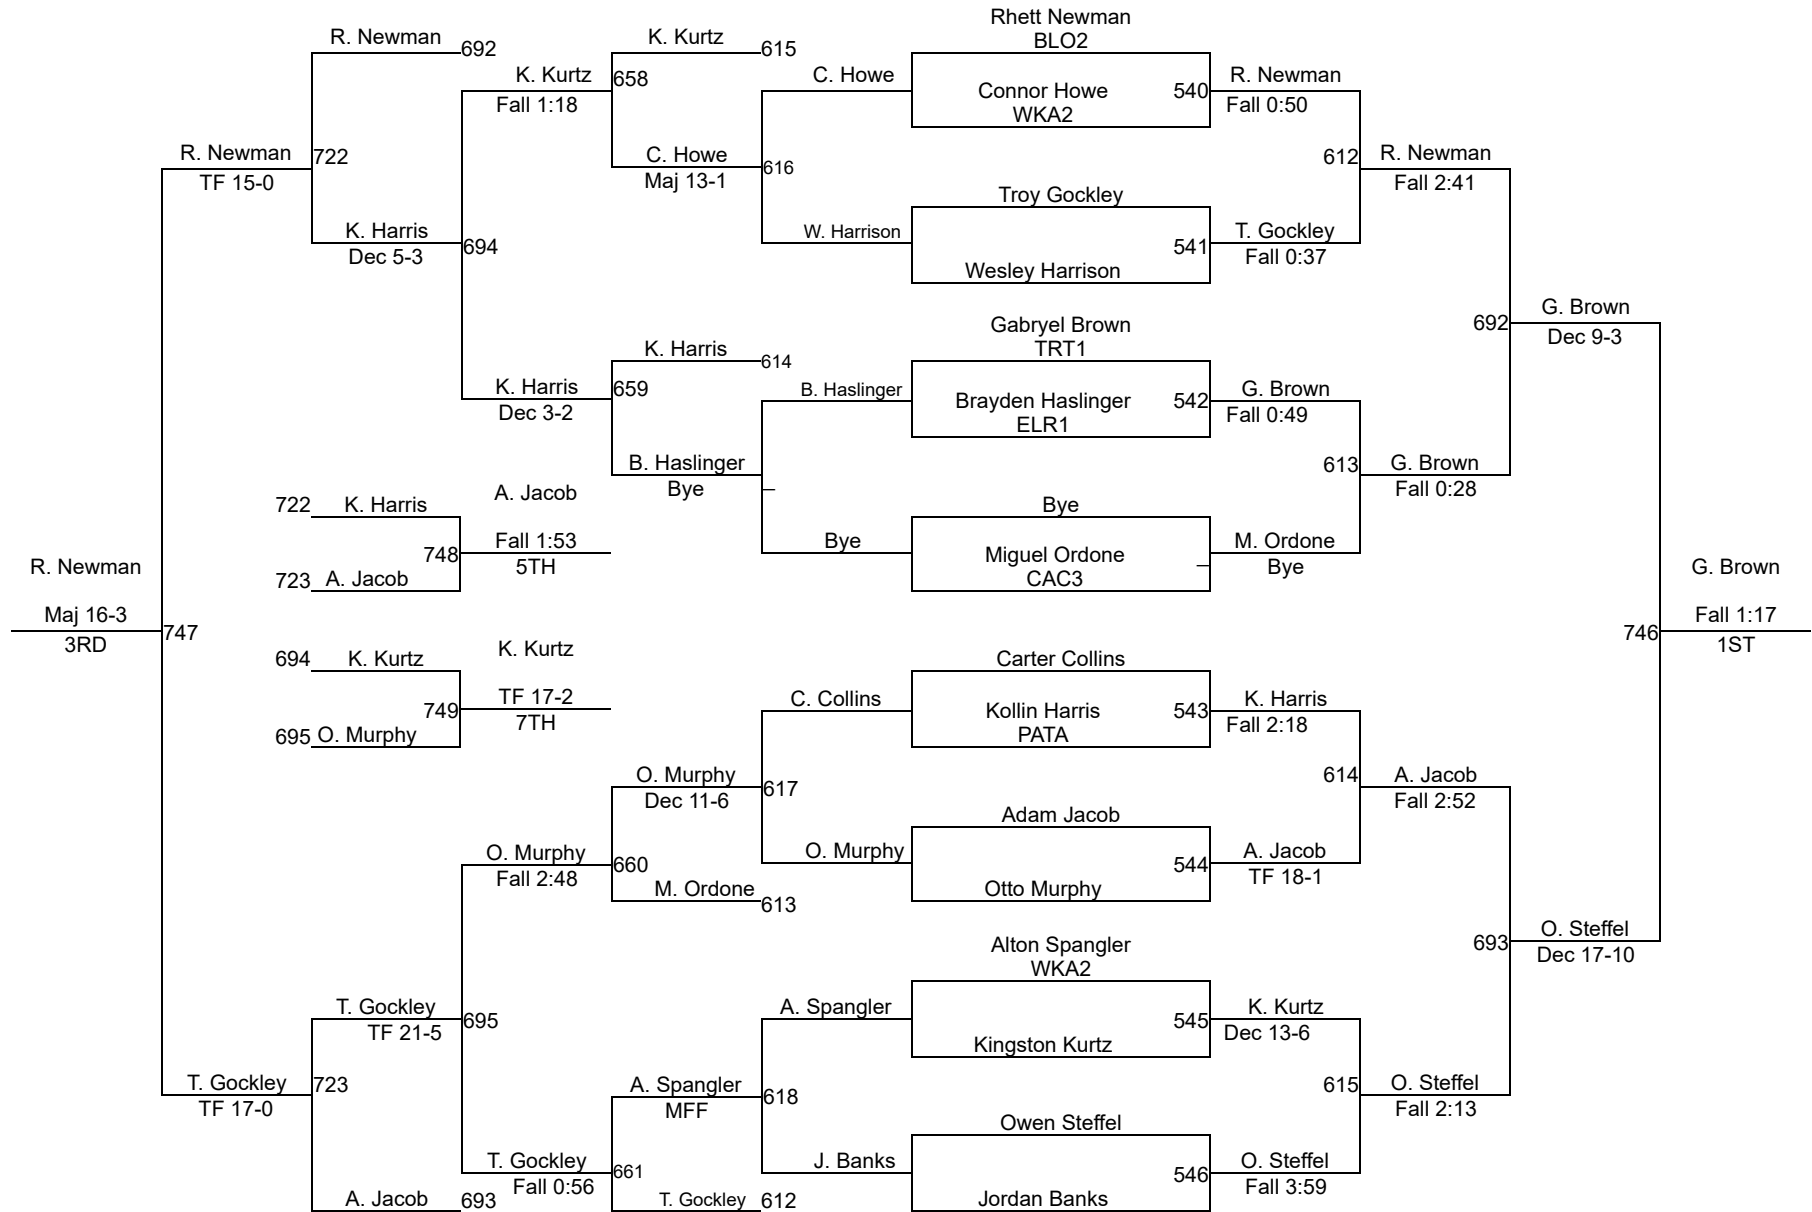 Rhett Newman
BLO2
R. Newman
692
K. Kurtz
615
K. Kurtz
658
Fall 1:18
C. Howe
Connor Howe
WKA2
540
R. Newman
Fall 0:50
R. Newman
TF 15-0
722
C. Howe
Maj 13-1
616
612
R. Newman
Fall 2:41
Troy Gockley
K. Harris
Dec 5-3
694
W. Harrison
541
T. Gockley
Fall 0:37
Wesley Harrison
Gabryel Brown
TRT1
692
G. Brown
Dec 9-3
K. Harris
614
K. Harris
Dec 3-2
659
B. Haslinger
Brayden Haslinger
ELR1
542
G. Brown
Fall 0:49
B. Haslinger
Bye
613
G. Brown
Fall 0:28
722
K. Harris
A. Jacob
Bye
748
Fall 1:53
5TH
Bye
Miguel Ordone
CAC3
M. Ordone
Bye
723
A. Jacob
R. Newman
Maj 16-3
3RD
747
G. Brown
746
Fall 1:17
1ST
694
K. Kurtz
K. Kurtz
Carter Collins
749
TF 17-2
7TH
C. Collins
Kollin Harris
PATA
543
K. Harris
Fall 2:18
695
O. Murphy
O. Murphy
Dec 11-6
617
614
A. Jacob
Fall 2:52
Adam Jacob
O. Murphy
Fall 2:48
660
O. Murphy
544
A. Jacob
TF 18-1
M. Ordone
613
Otto Murphy
Alton Spangler
WKA2
693
O. Steffel
Dec 17-10
T. Gockley
TF 21-5
695
A. Spangler
545
K. Kurtz
Dec 13-6
Kingston Kurtz
T. Gockley
TF 17-0
723
A. Spangler
MFF
618
615
O. Steffel
Fall 2:13
Owen Steffel
T. Gockley
Fall 0:56
661
J. Banks
546
O. Steffel
Fall 3:59
A. Jacob
693
T. Gockley
612
Jordan Banks